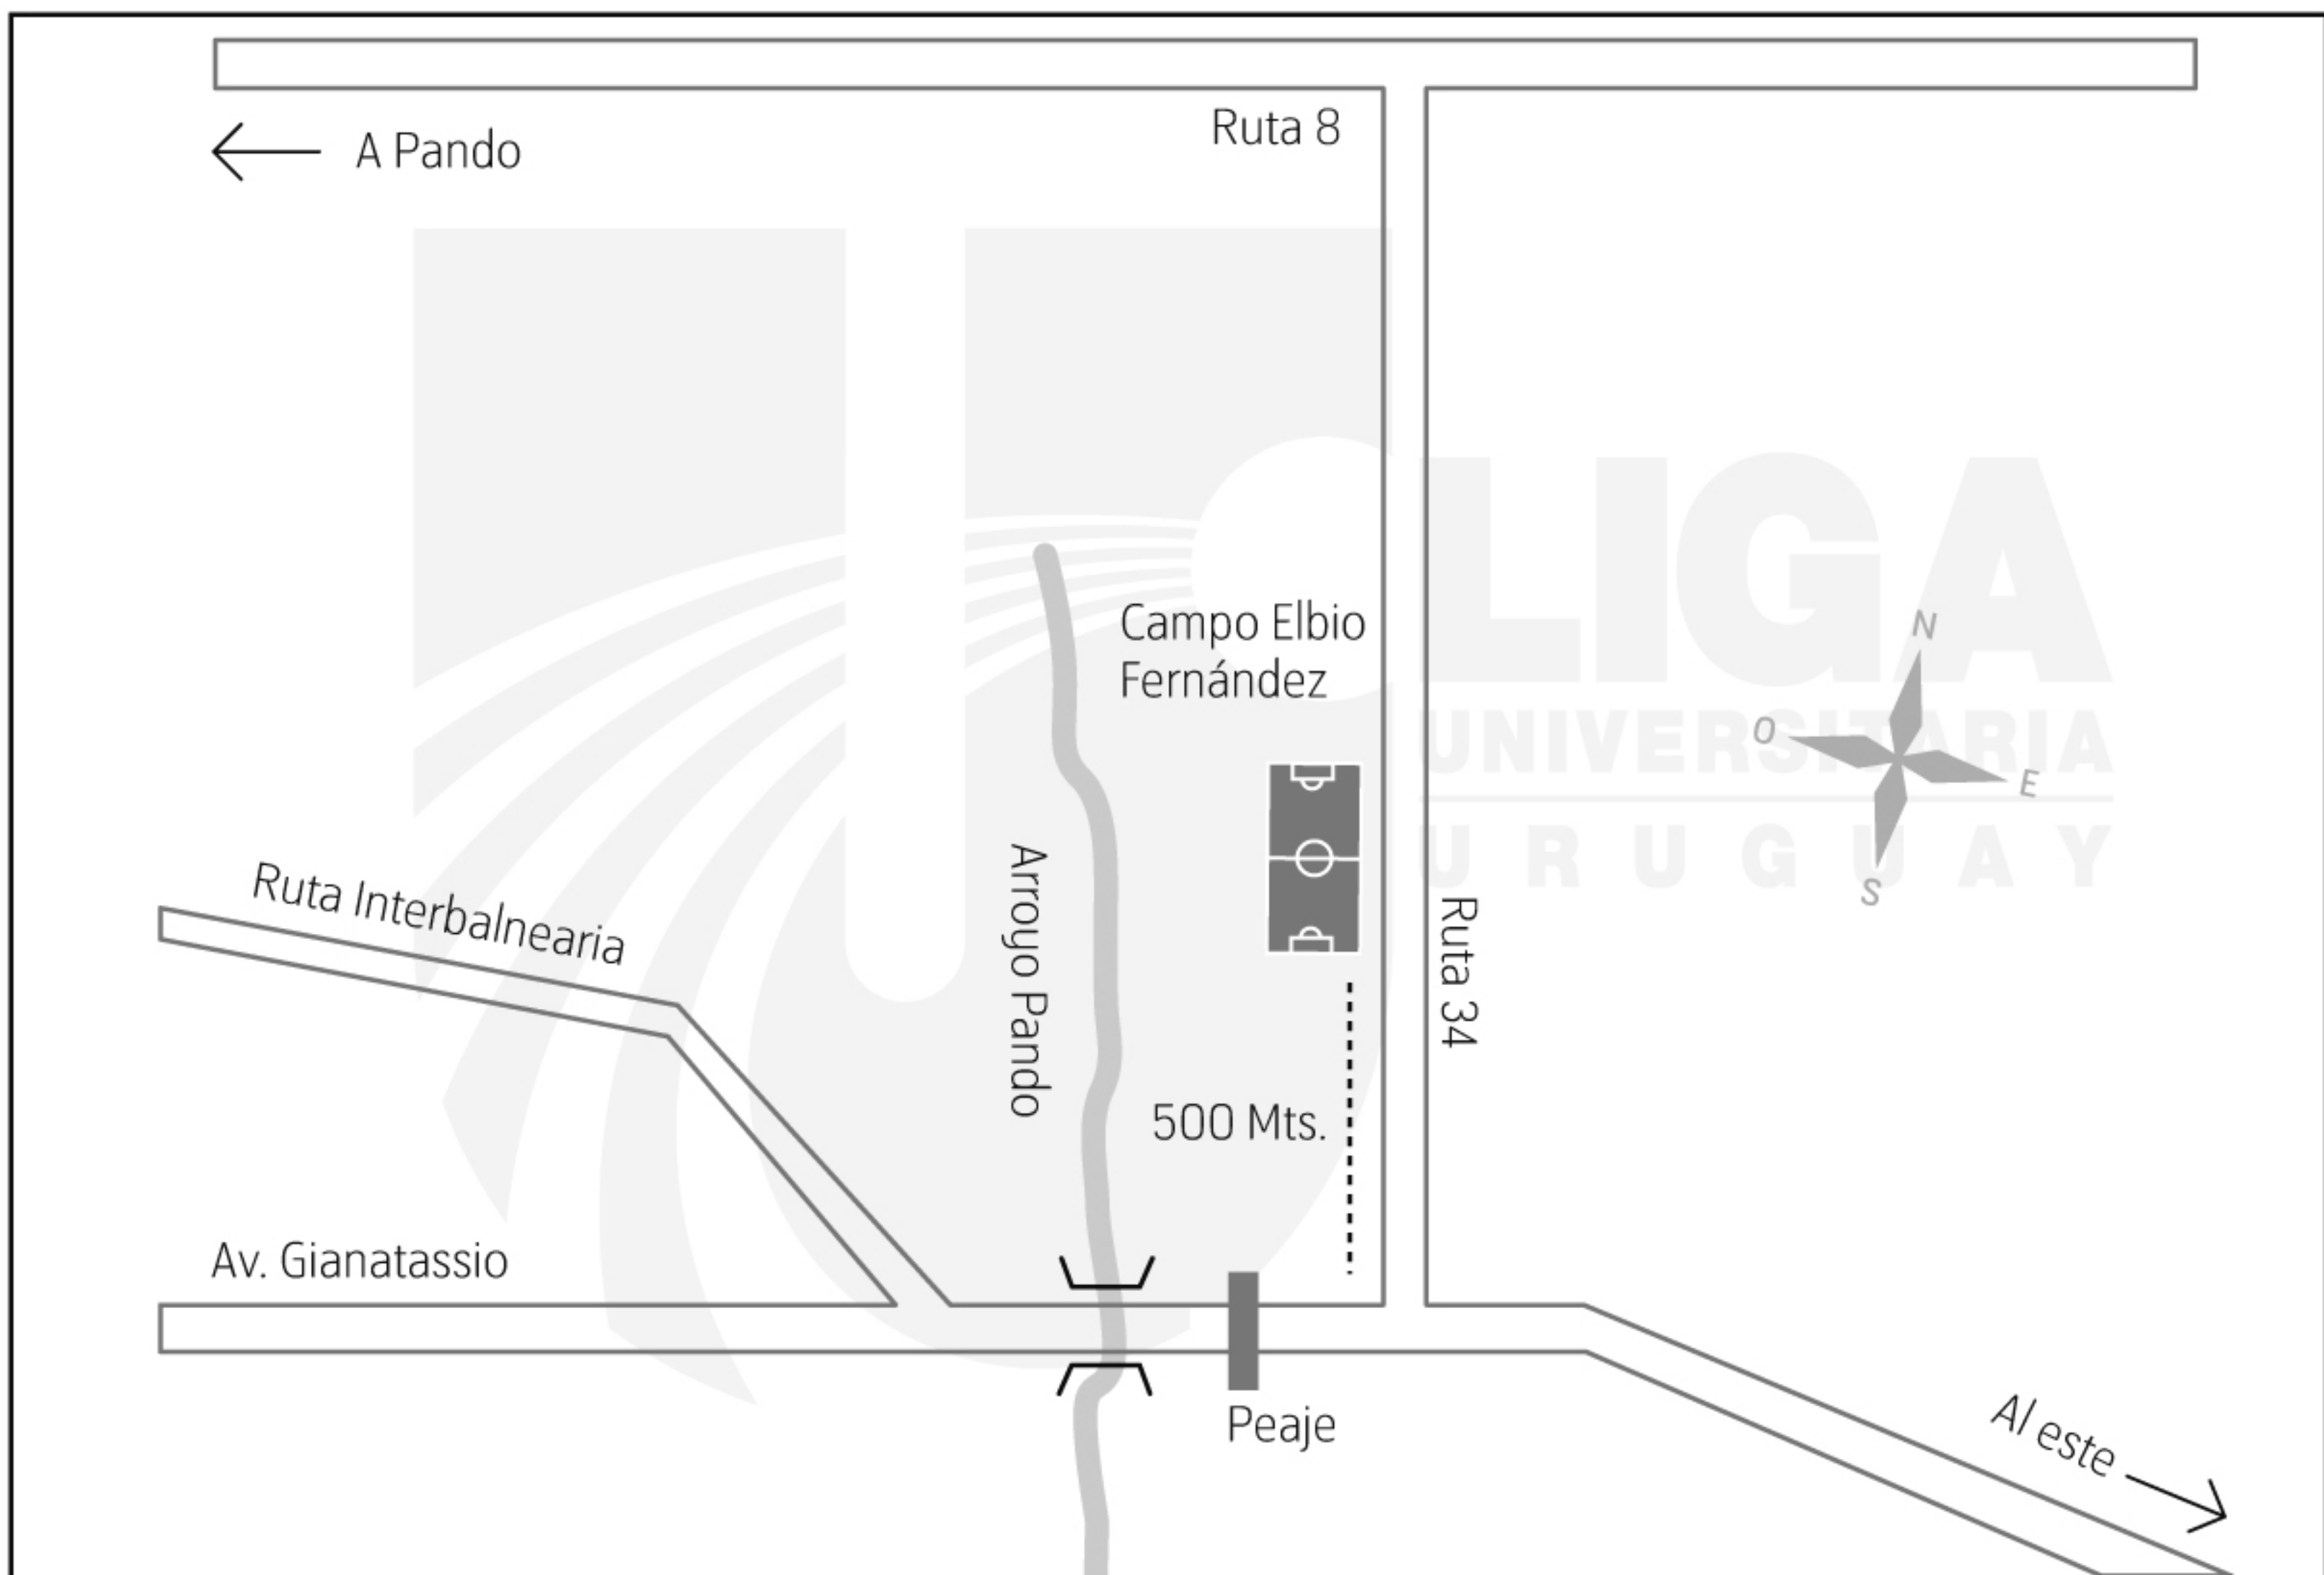 Ruta 8
A Pando
LIGA
UNIVERSITARIA
URUGUAY
Campo Elbio
Fernández
N
O
E
S
Ruta Interbalnearia
Arroyo Pando
Ruta 34
500 Mts.
Av. Gianatassio
Peaje
Al este